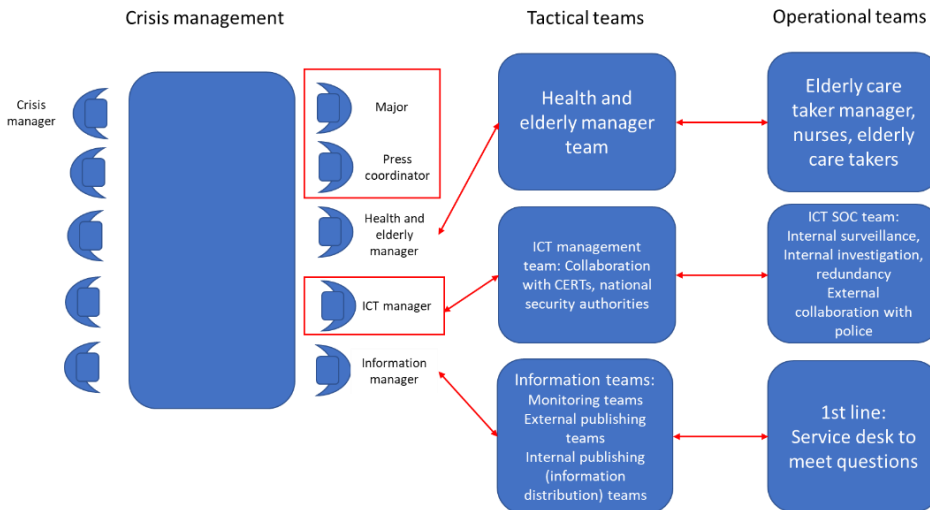 Crisis management
Tactical teams
Operational teams
Crisis
manager
Major
Press
coordinator
Health and
elderly
manager
ICT manager
Information
manager
Health and
elderly manager
team
ICT management
team: Collaboration
with CERTs, national
security authorities
Information teams:
Monitoring teams
External publishing
teams
Internal publishing
(information
distribution) teams
Elderly care
taker manager,
nurses, elderly
care takers
ICT SOC team:
Internal surveillance,
Internal investigation,
redundancy
External
collaboration with
police
1st line:
Service desk to
meet questions